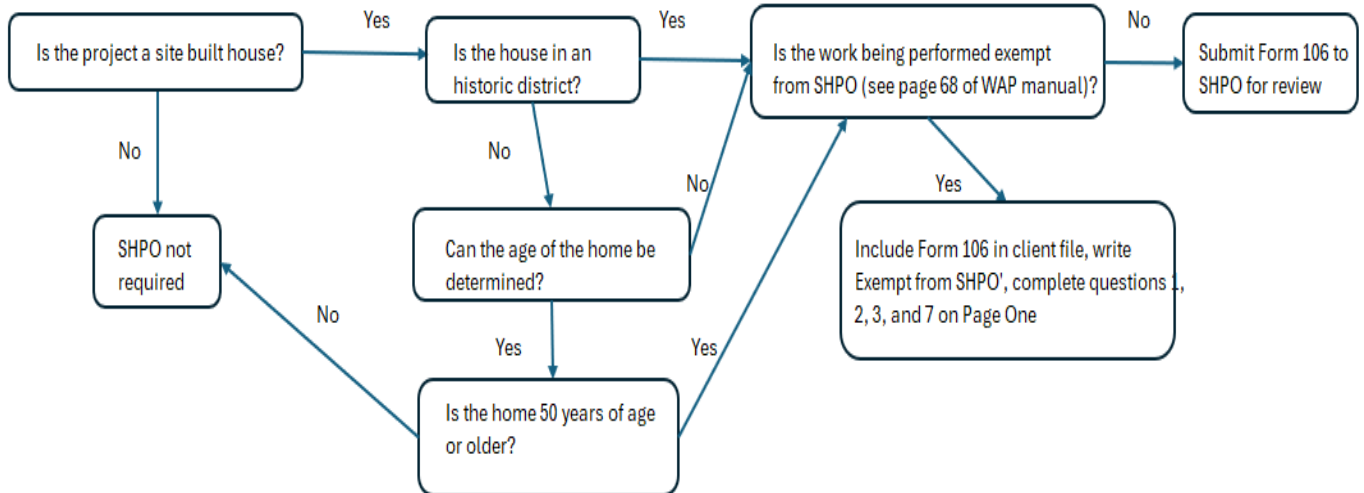 Is the project a site built house?
Yes
Is the house in an
historic district?
Yes
Is the work being performed exempt
from SHPO (see page 68 of WAP manual)?
No
Submit Form 106 to
SHPO for review
No
No
No
Yes
SHPO not
required
Can the age of the home be
determined?
Include Form 106 in client file, write
Exempt from SHPO', complete questions 1,
2, 3, and 7 on Page One
No
Yes
Yes
Is the home 50 years of age
or older?